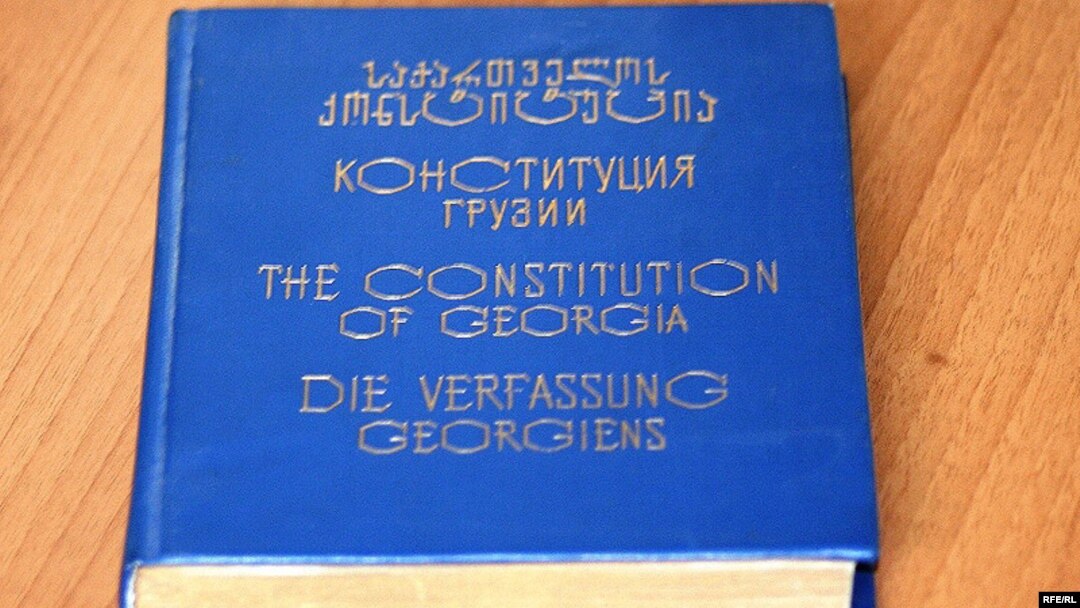 საქართველოს
კონსტიტუცია
КОНСТИТУЦИЯ
ГРУЗИИ
THE CONSTITUTION
OF GEORGIA
DIE VERFASSUNG
GEORGIENS
RFE/RL